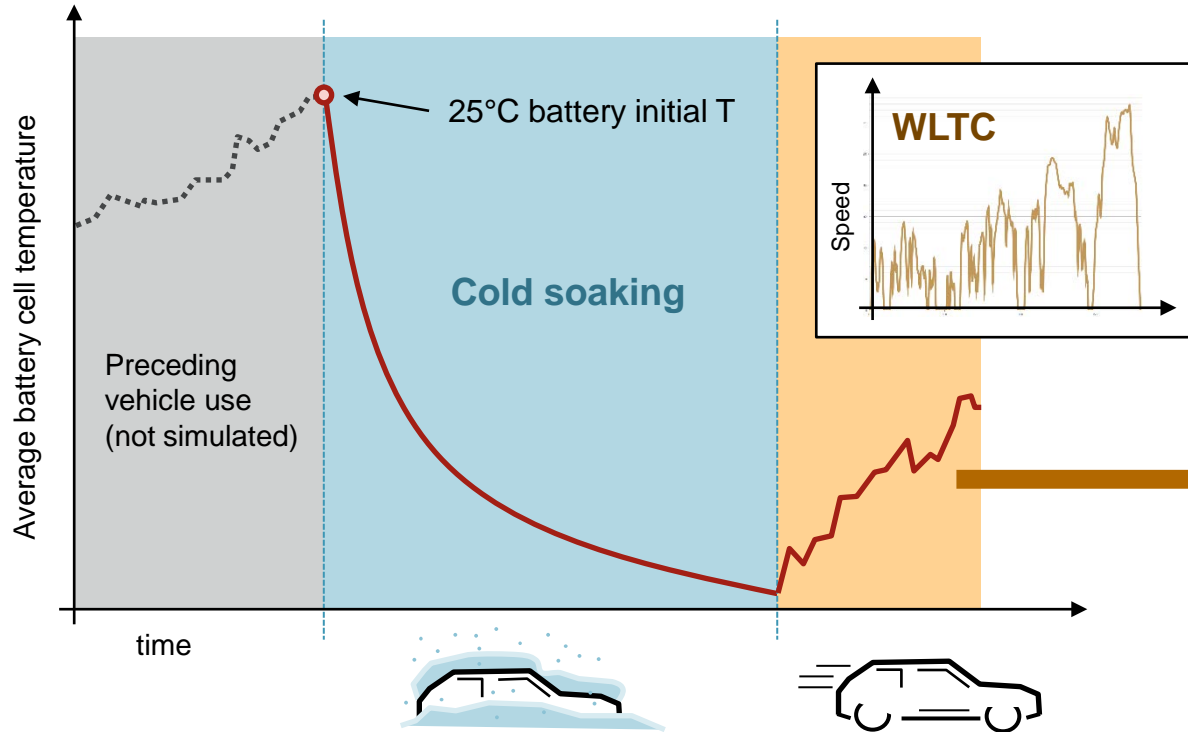 Average battery cell temperature
25°C battery initial T
WLTC
Speed
Cold soaking
Preceding
vehicle use
(not simulated)
time